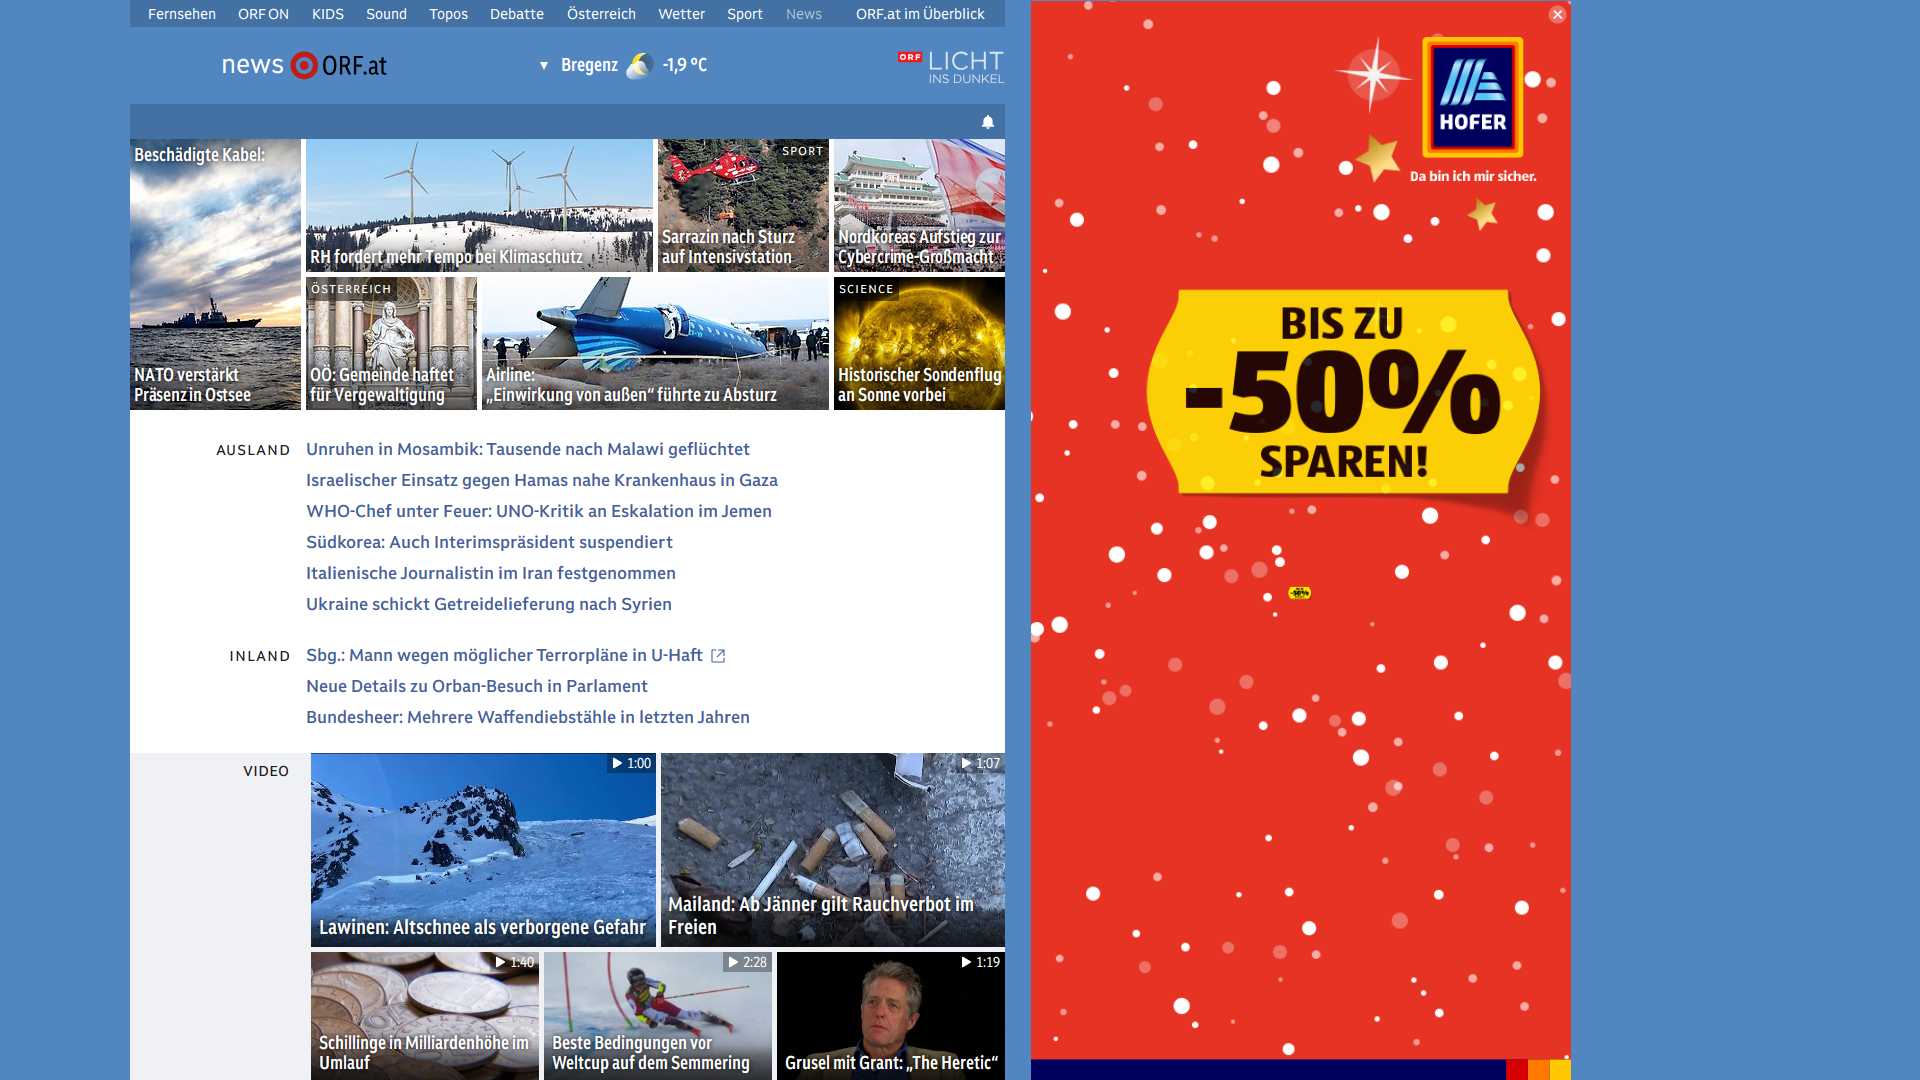 Fernsehen ORF ON KIDS Sound Topos Debatte Österreich Wetter Sport News ORF.at im Überblick
news ORF.at
Bregenz -1,9 °C
ORF LICHT
INS DUNKEL
Beschädigte Kabel:
NATO verstärkt
Präsenz in Ostsee
RH fordert mehr Tempo bei Klimaschutz
SPORT
Sarrazin nach Sturz
auf Intensivstation
Nordkoreas Aufstieg zur
Cybercrime-Großmacht
ÖSTERREICH
OÖ: Gemeinde haftet
für Vergewaltigung
Airline:
„Einwirkung von außen“ führte zu Absturz
SCIENCE
Historischer Sondenflug
an Sonne vorbei
AUSLAND
Unruhen in Mosambik: Tausende nach Malawi geflüchtet
Israelischer Einsatz gegen Hamas nahe Krankenhaus in Gaza
WHO-Chef unter Feuer: UNO-Kritik an Eskalation im Jemen
Südkorea: Auch Interimspräsident suspendiert
Italienische Journalistin im Iran festgenommen
Ukraine schickt Getreidelieferung nach Syrien
INLAND
Sbg.: Mann wegen möglicher Terrorpläne in U-Haft
Neue Details zu Orban-Besuch in Parlament
Bundesheer: Mehrere Waffendiebstähle in letzten Jahren
VIDEO
1:00
Lawinen: Altschnee als verborgene Gefahr
1:07
Mailand: Ab Jänner gilt Rauchverbot im
Freien
1:40
Schillinge in Milliardenhöhe im
Umlauf
2:28
Beste Bedingungen vor
Weltcup auf dem Semmering
1:19
Grusel mit Grant: „The Heretic“
HOFER
Da bin ich mir sicher.
BIS ZU
-50%
SPAREN!
-50%